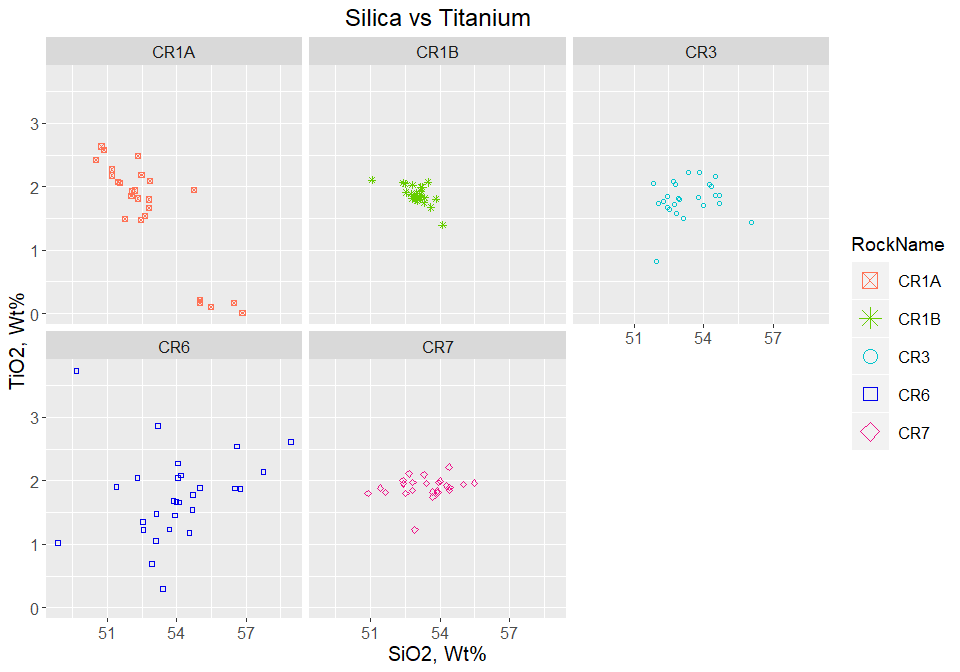 Silica vs Titanium
CR1A
CR1B
CR3
3
2
1
0
51
54
57
CR6
CR7
3
2
1
0
51
54
57
51
54
57
TiO2, Wt%
SiO2, Wt%
RockName
CR1A
CR1B
CR3
CR6
CR7